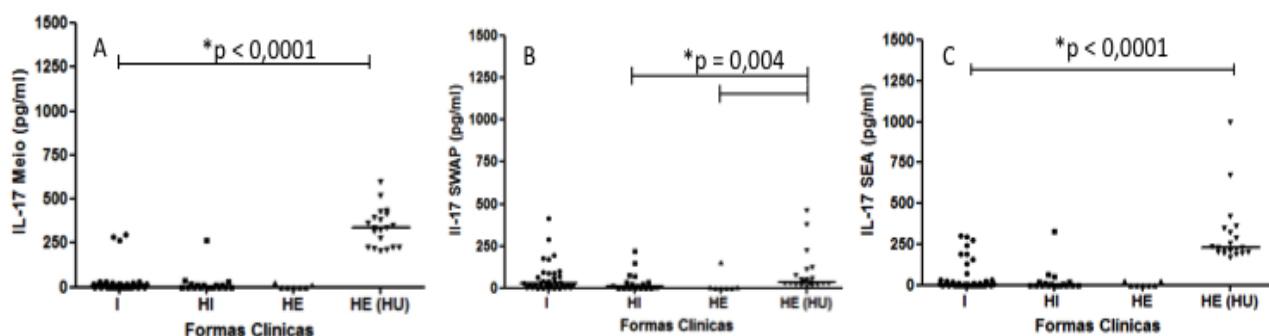 A
*p < 0,0001
IL-17 Meio (pg/ml)
1500
1250
1000
750
500
250
0
I HI HE HE (HU)
Formas Clinicas
B
*p = 0,004
Il-17 SWAP (pg/ml)
1500
1250
1000
750
500
250
0
I HI HE HE (HU)
Formas Clinicas
C
*p < 0,0001
IL-17 SEA (pg/ml)
1500
1250
1000
750
500
250
0
I HI HE HE (HU)
Formas Clinicas